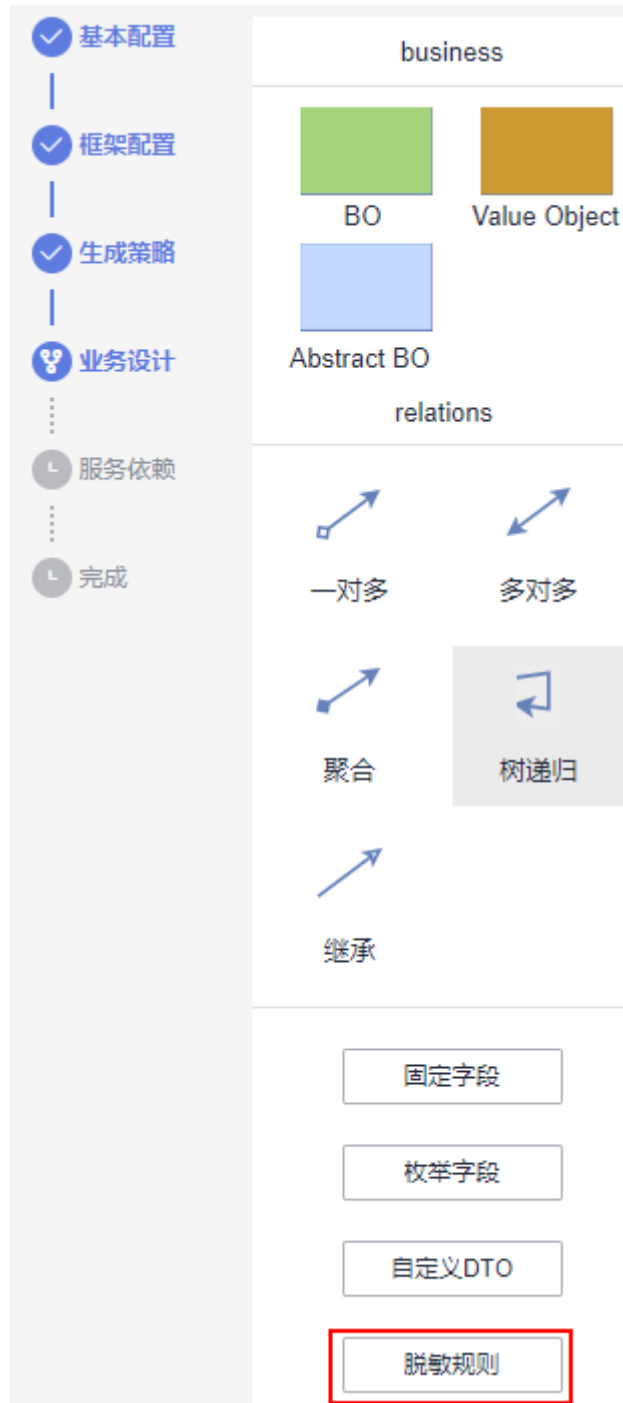 基本配置
框架配置
生成策略
业务设计
服务依赖
完成
business
BO
Value Object
Abstract BO
relations
一对多
多对多
聚合
树递归
继承
固定字段
枚举字段
自定义DTO
脱敏规则